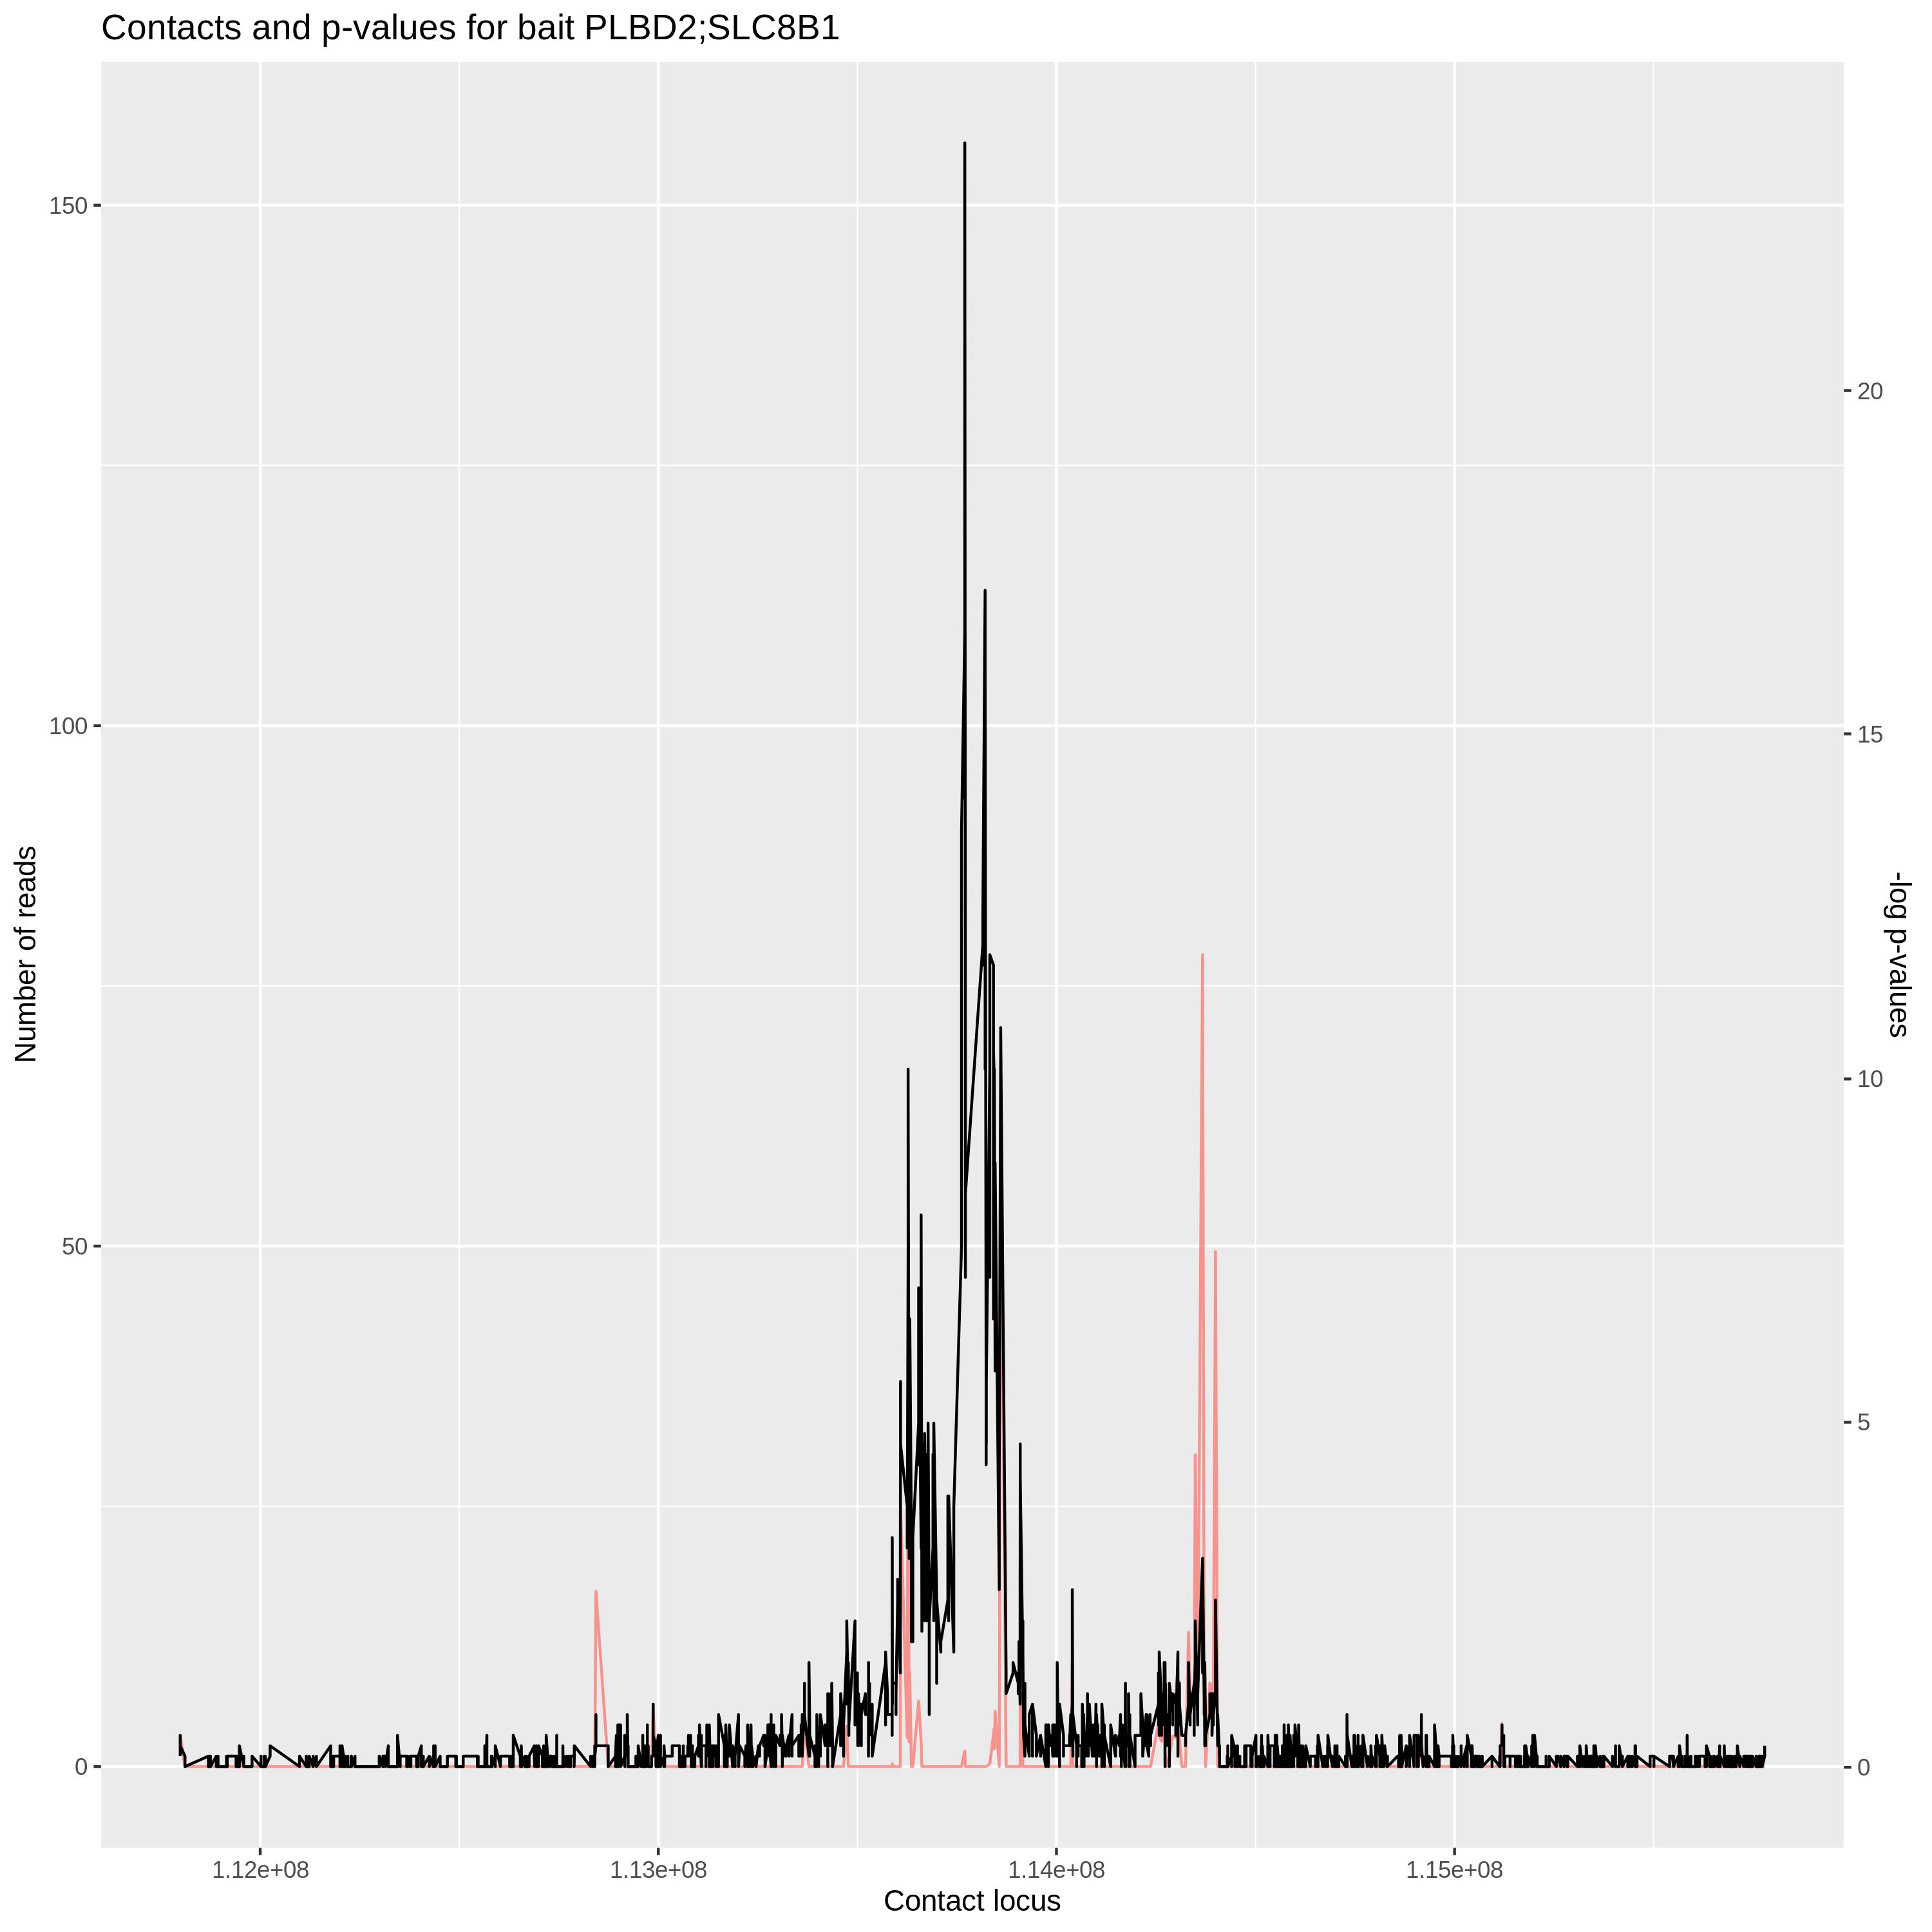 Contacts and p-values for bait PLBD2;SLC8B1
150
100
50
0
Number of reads
20
15
10
5
0
-log p-values
1.12e+08
1.13e+08
1.14e+08
1.15e+08
Contact locus